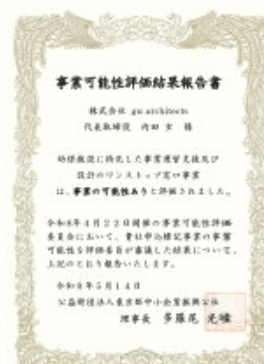 事業可能性評価結果報告書
株式会社 gu architects
代表取締役 内田 玄 様
幼保施設に特化した事業運営支援及び
設計のワンストップ窓口事業
は、事業の可能性ありと評価されました。
令和8年4月22日開催の事業可能性評価
委員会において、貴社申込標記事業の事業
可能性を評価委員が審議した結果について、
上記のとおり報告いたします。
令和8年5月14日
公益財団法人東京都中小企業振興公社
理事長 多羅尾 光睦